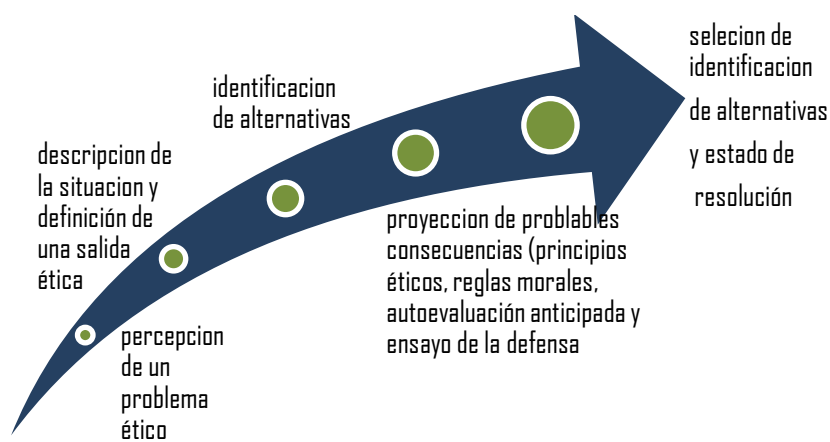 percepcion
de un
problema
ético
descripcion de
la situacion y
definición de
una salida
ética
identificacion
de alternativas
proyeccion de problables
consecuencias (principios
éticos, reglas morales,
autoevaluación anticipada y
ensayo de la defensa
selecion de
identificacion
de alternativas
y estado de
resolución